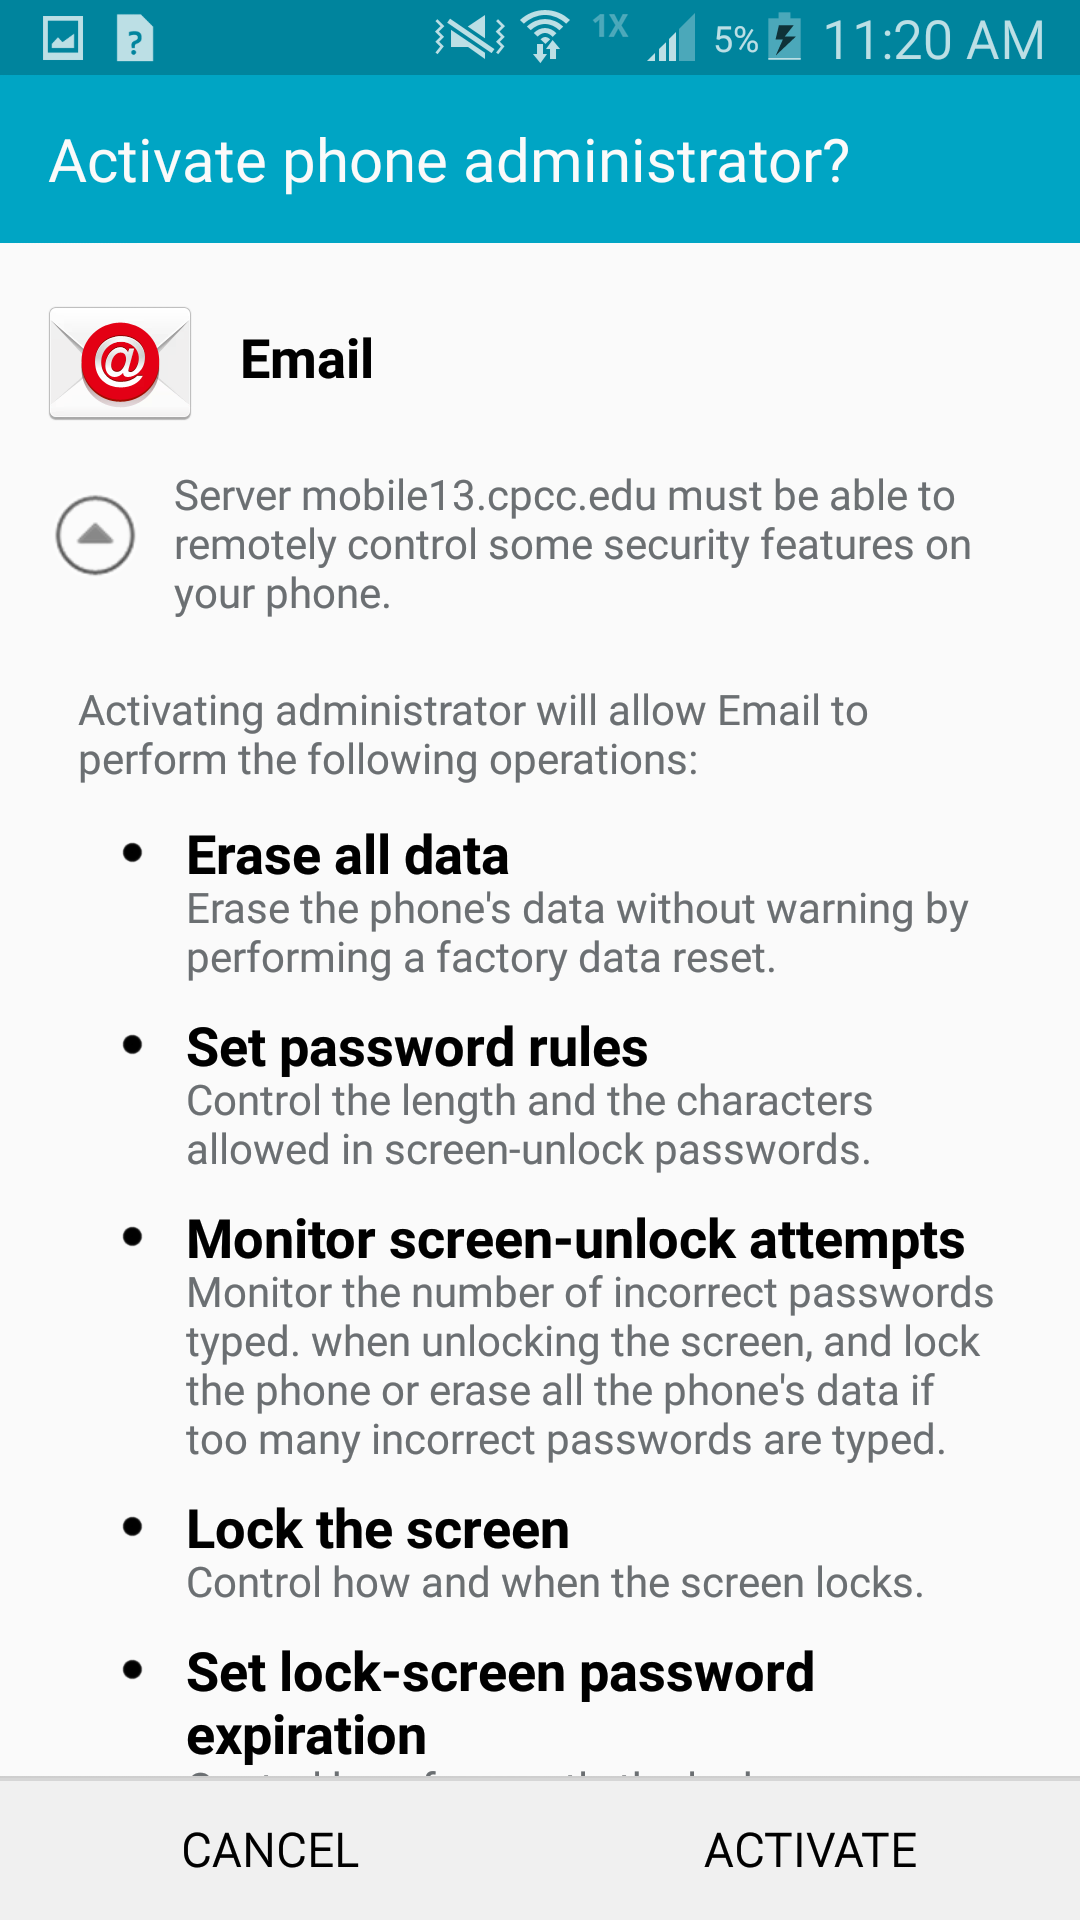 1X 5% 11:20 AM
Activate phone administrator?
@ Email
Server mobile13.cpcc.edu must be able to
remotely control some security features on
your phone.
Activating administrator will allow Email to
perform the following operations:
• Erase all data
Erase the phone's data without warning by
performing a factory data reset.
• Set password rules
Control the length and the characters
allowed in screen-unlock passwords.
• Monitor screen-unlock attempts
Monitor the number of incorrect passwords
typed. when unlocking the screen, and lock
the phone or erase all the phone's data if
too many incorrect passwords are typed.
• Lock the screen
Control how and when the screen locks.
• Set lock-screen password
expiration
CANCEL ACTIVATE